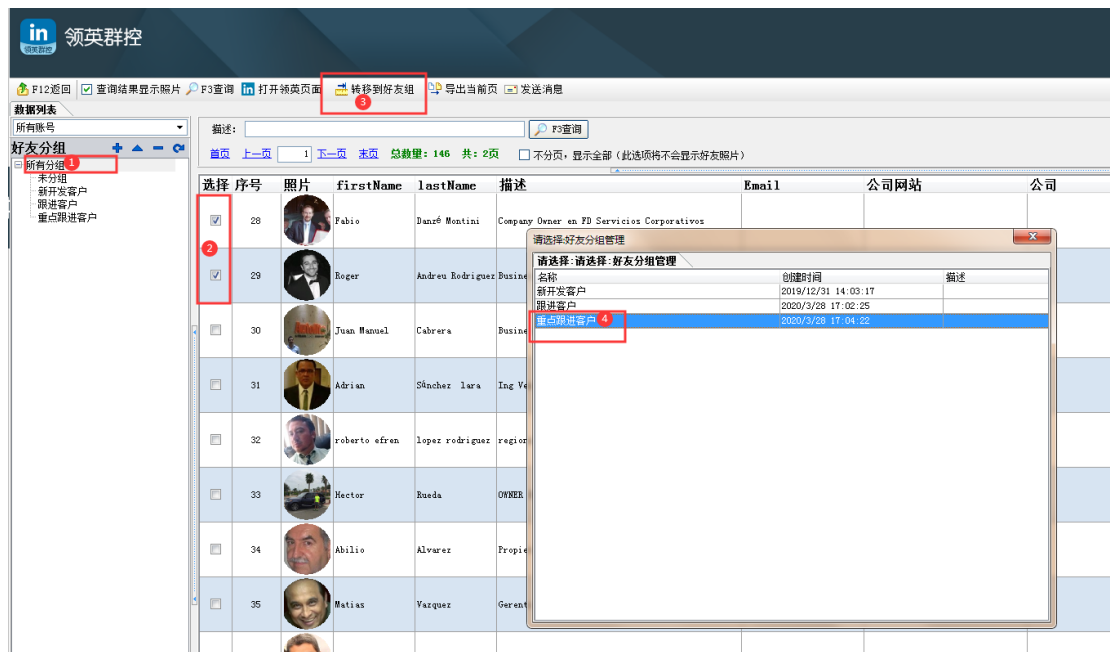 in 领英群控
领英群控
F12返回 查询结果显示照片 F3查询 打开领英页面 转移到好友组 导出当前页 发送消息
3
数据列表
所有账号
描述: F3查询
好友分组
首页 上一页 1 下一页 末页 总数量: 146 共: 2页 不分页，显示全部（此选项将不会显示好友照片）
所有分组 1
未分组
新开发客户
跟进客户
重点跟进客户
选择 序号 照片 firstName lastName 描述 Email 公司网站 公司
28 Fabio Danzé Montini Company Owner en FD Servicios Corporativos
2
29 Roger Andreu Rodriguez Busine
30 Juan Manuel Cabrera Busine
31 Adrian Sánchez lara Ing Ve
32 roberto efren lopez rodriguez region
33 Hector Rueda OWNER
34 Abilio Alvarez Propie
35 Matias Vazquez Gerent
请选择:好友分组管理
请选择:请选择:好友分组管理
名称 创建时间 描述
新开发客户 2019/12/31 14:03:17
跟进客户 2020/3/28 17:02:25
重点跟进客户 4 2020/3/28 17:04:22